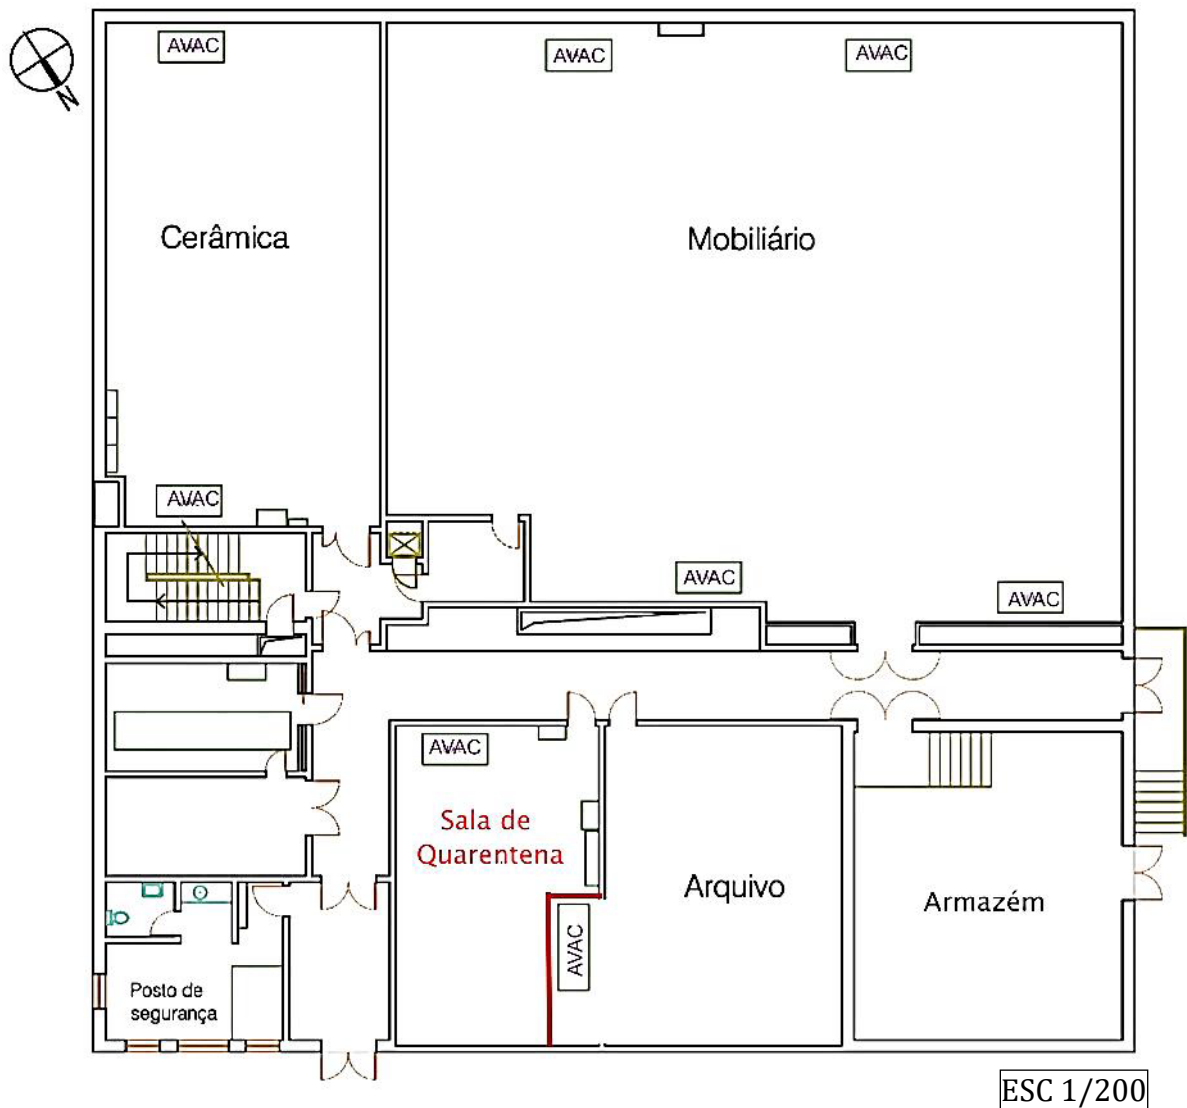 AVAC
AVAC
AVAC
N
Cerâmica
Mobiliário
AVAC
AVAC
AVAC
AVAC
Sala de
Quarentena
Arquivo
Armazém
AVAC
Posto de
segurança
ESC 1/200